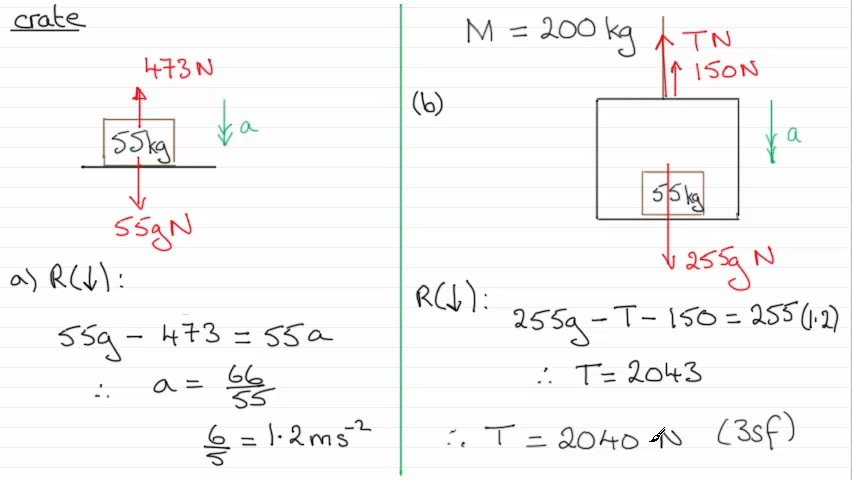 crate
473N
55kg
a
55gN
a) R(↓):
55g - 473 = 55a
∴ a = 66/55
6/5 = 1·2ms⁻²
M = 200kg
TN
150N
(b)
a
55kg
255gN
R(↓):
255g - T - 150 = 255(1·2)
∴ T = 2043
∴ T = 2040 N (3sf)